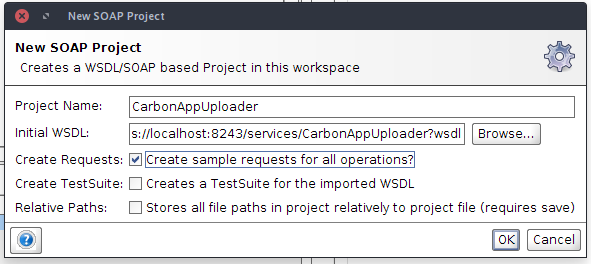 New SOAP Project
New SOAP Project
Creates a WSDL/SOAP based Project in this workspace
Project Name: CarbonAppUploader
Initial WSDL: s://localhost:8243/services/CarbonAppUploader?wsdl Browse...
Create Requests: Create sample requests for all operations?
Create TestSuite: Creates a TestSuite for the imported WSDL
Relative Paths: Stores all file paths in project relatively to project file (requires save)
? OK Cancel